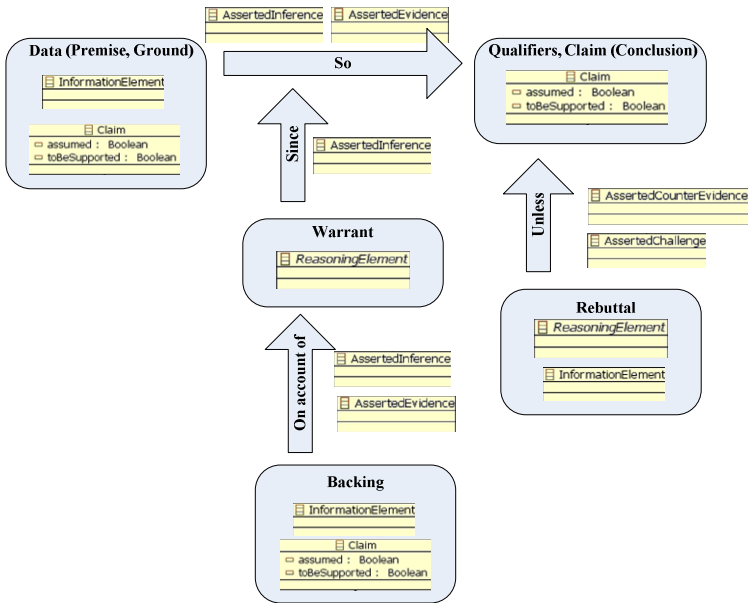 AssertedInference
AssertedEvidence
Data (Premise, Ground)
InformationElement
Claim
assumed : Boolean
toBeSupported : Boolean
So
Qualifiers, Claim (Conclusion)
Claim
assumed : Boolean
toBeSupported : Boolean
Since
AssertedInference
Warrant
ReasoningElement
Unless
AssertedCounterEvidence
AssertedChallenge
Rebuttal
ReasoningElement
InformationElement
On account of
AssertedInference
AssertedEvidence
Backing
InformationElement
Claim
assumed : Boolean
toBeSupported : Boolean